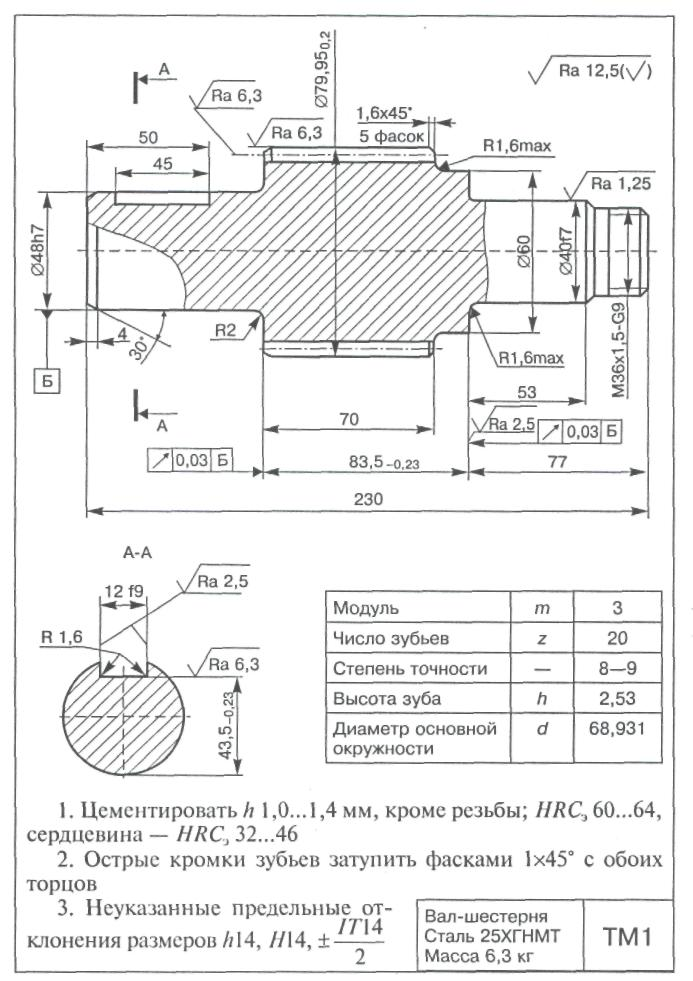 А
Ra 6,3
Ra 6,3
Ø79,95₀,₂
Ra 12,5(√)
1,6x45°
5 фасок
R1,6max
50
45
Ra 1,25
Ø48h7
Ø60
Ø40f7
M36x1,5-G9
R2
4
30°
R1,6max
Б
А
53
70
Ra 2,5
0,03 Б
0,03 Б
83,5 –0,23
77
230
А-А
12 f9
Ra 2,5
R 1,6
Ra 6,3
43,5–0,23
Модуль m 3
Число зубьев z 20
Степень точности — 8—9
Высота зуба h 2,53
Диаметр основной d 68,931
окружности
1. Цементировать h 1,0...1,4 мм, кроме резьбы; HRCэ 60...64,
сердцевина — HRCэ 32...46
2. Острые кромки зубьев затупить фасками 1×45° с обоих
торцов
3. Неуказанные предельные от-
клонения размеров h14, H14, ± IT14/2
Вал-шестерня
Сталь 25ХГНМТ
Масса 6,3 кг
ТМ1